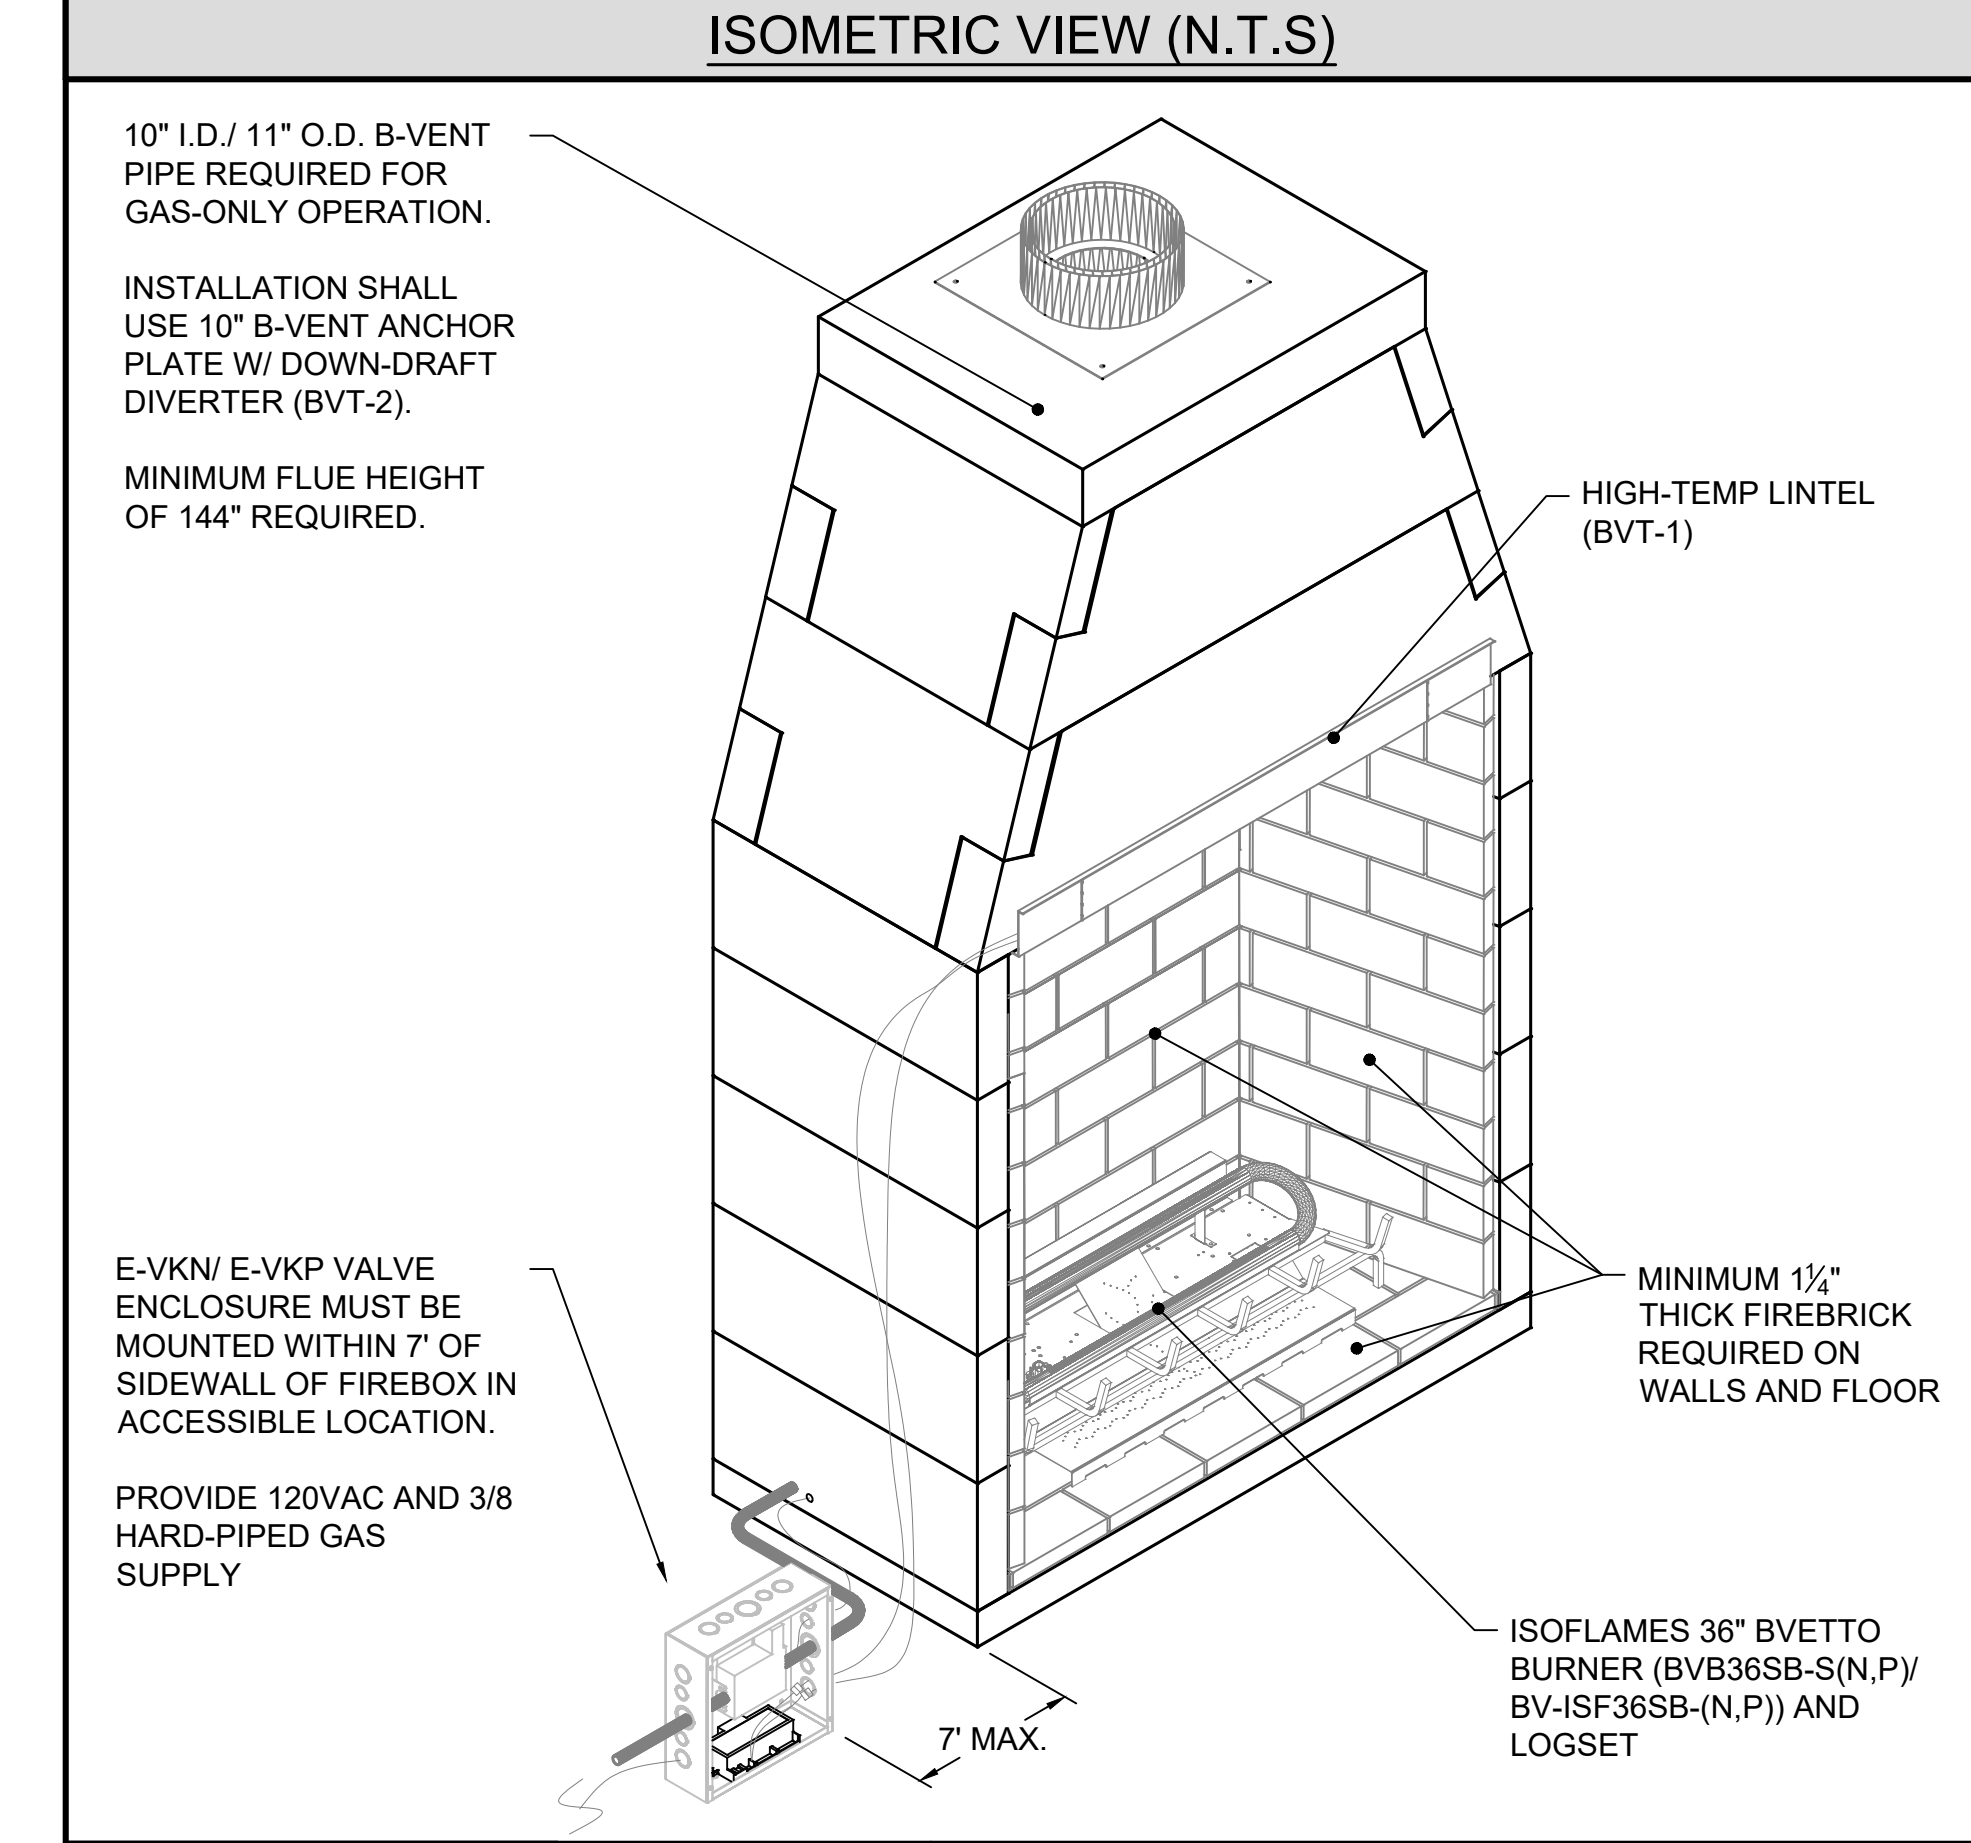 ISOMETRIC VIEW (N.T.S)
10" I.D./ 11" O.D. B-VENT
PIPE REQUIRED FOR
GAS-ONLY OPERATION.
INSTALLATION SHALL
USE 10" B-VENT ANCHOR
PLATE W/ DOWN-DRAFT
DIVERTER (BVT-2).
MINIMUM FLUE HEIGHT
OF 144" REQUIRED.
HIGH-TEMP LINTEL
(BVT-1)
E-VKN/ E-VKP VALVE
ENCLOSURE MUST BE
MOUNTED WITHIN 7' OF
SIDEWALL OF FIREBOX IN
ACCESSIBLE LOCATION.
PROVIDE 120VAC AND 3/8
HARD-PIPED GAS
SUPPLY
MINIMUM 1¼"
THICK FIREBRICK
REQUIRED ON
WALLS AND FLOOR
ISOFLAMES 36" BVETTO
BURNER (BVB36SB-S(N,P)/
BV-ISF36SB-(N,P)) AND
LOGSET
7' MAX.